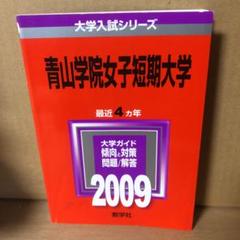 大学入試シリーズ
青山学院女子短期大学
最近4ヵ年
大学ガイド
傾向と対策
問題/解答
2009
教学社